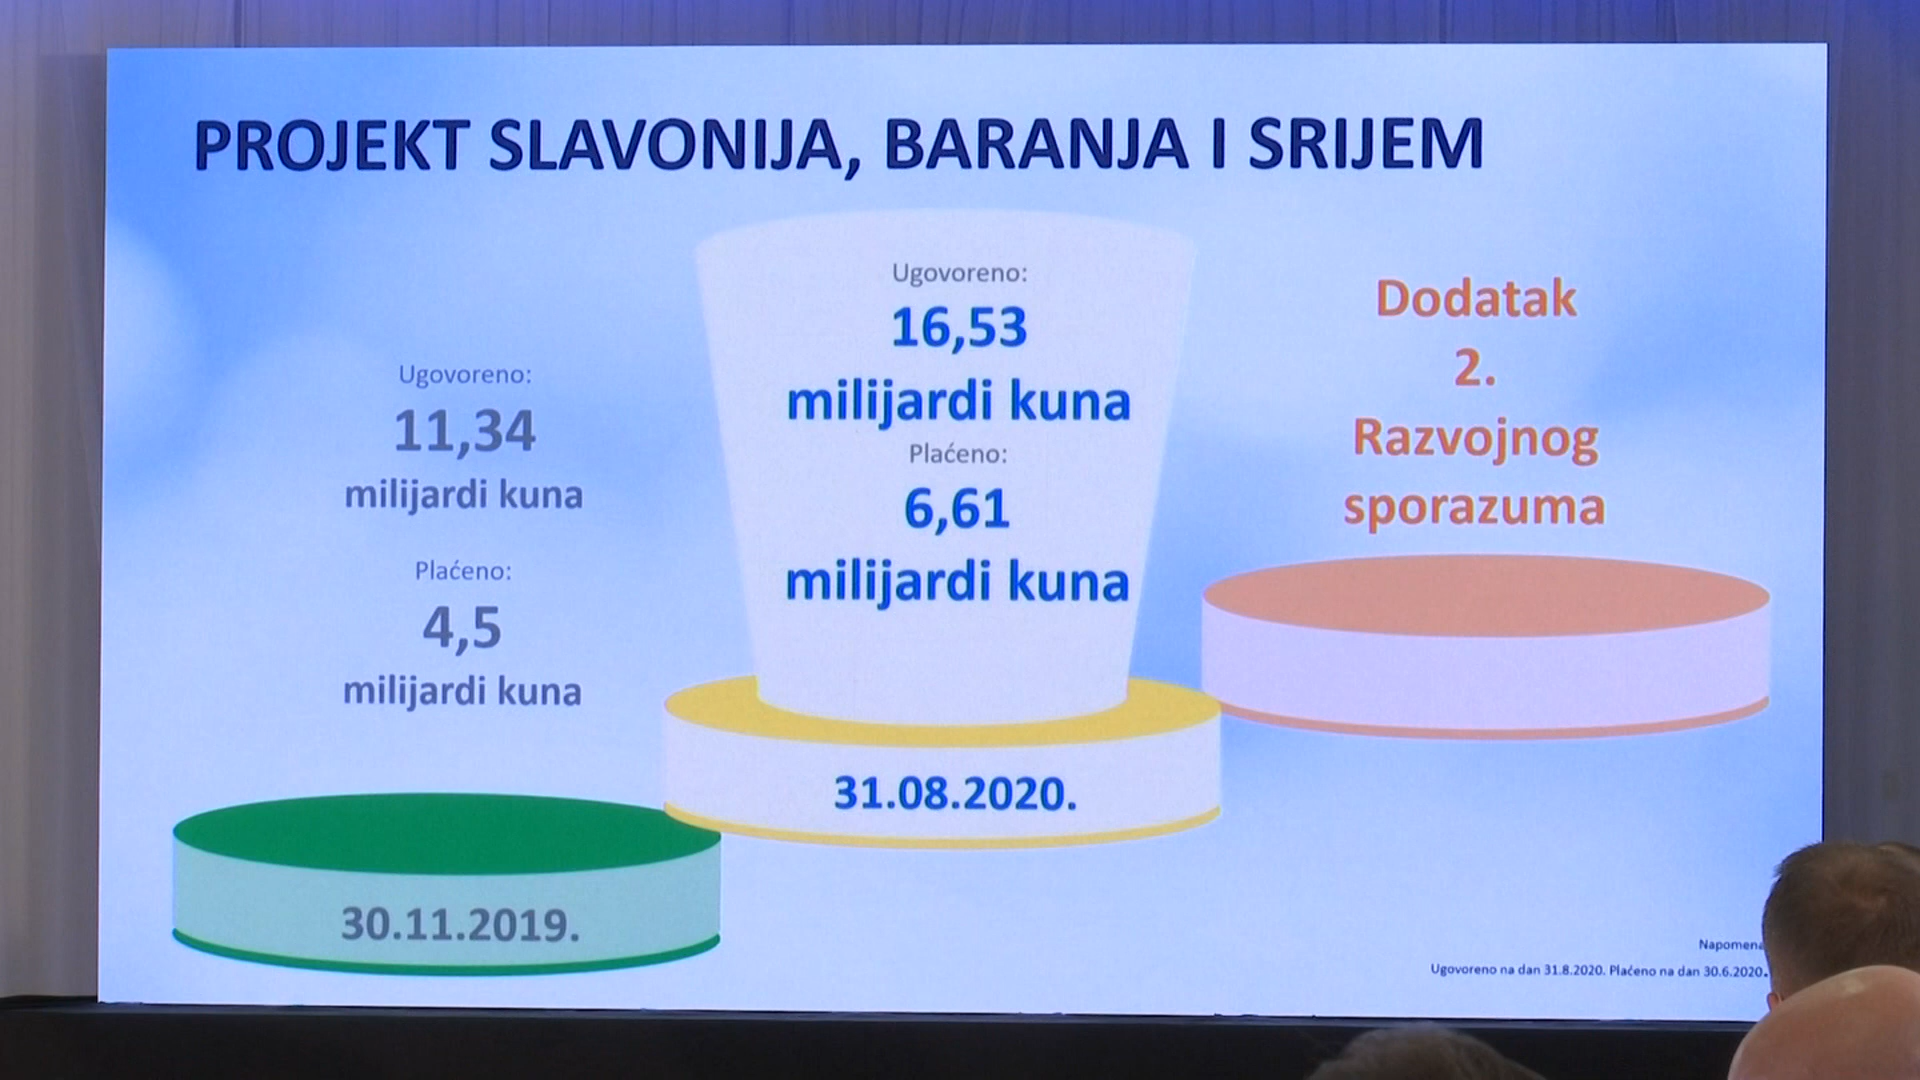 PROJEKT SLAVONIJA, BARANJA I SRIJEM
Ugovoreno:
11,34
milijardi kuna
Plaćeno:
4,5
milijardi kuna
30.11.2019.
Ugovoreno:
16,53
milijardi kuna
Plaćeno:
6,61
milijardi kuna
31.08.2020.
Dodatak
2.
Razvojnog
sporazuma
Napomena
Ugovoreno na dan 31.8.2020. Plaćeno na dan 30.6.2020.